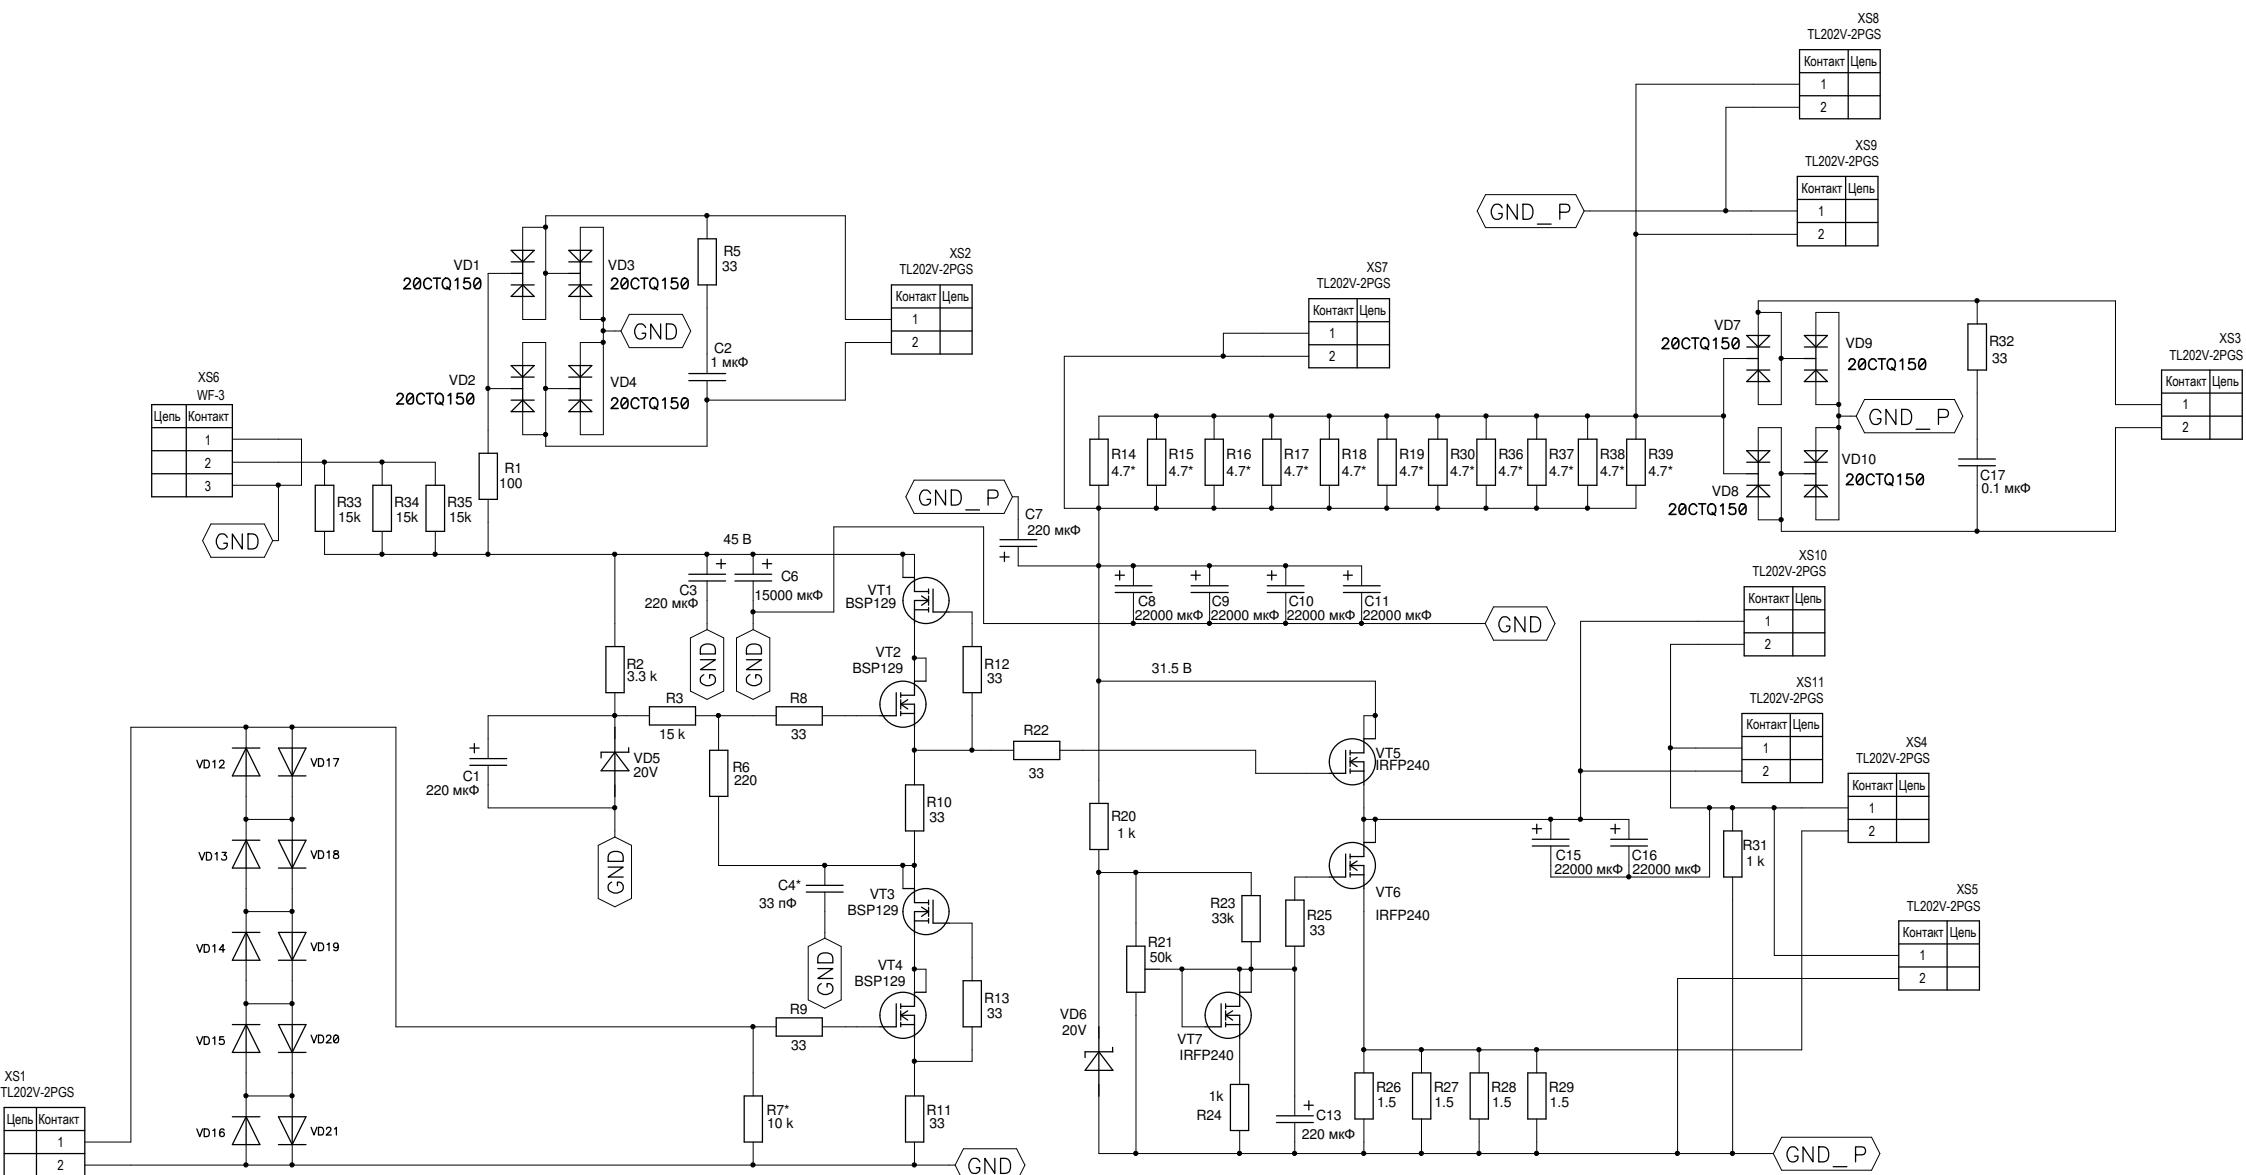 XS8
TL202V-2PGS
Контакт Цепь
1
2
XS9
TL202V-2PGS
Контакт Цепь
1
2
GND_P
XS2
TL202V-2PGS
Контакт Цепь
1
2
VD1
20CTQ150
VD3
20CTQ150
R5
33
GND
C2
1 мкФ
VD2
20CTQ150
VD4
20CTQ150
XS7
TL202V-2PGS
Контакт Цепь
1
2
VD7
20CTQ150
VD9
20CTQ150
R32
33
XS3
TL202V-2PGS
Контакт Цепь
1
2
GND_P
VD8
20CTQ150
VD10
20CTQ150
C17
0.1 мкФ
XS6
WF-3
Цепь Контакт
1
2
3
GND
R33
15k
R34
15k
R35
15k
R1
100
R14
4.7*
R15
4.7*
R16
4.7*
R17
4.7*
R18
4.7*
R19
4.7*
R30
4.7*
R36
4.7*
R37
4.7*
R38
4.7*
R39
4.7*
GND_P
C7
220 мкФ
+
45 В
+
C3
220 мкФ
+
C6
15000 мкФ
VT1
BSP129
+
C8
22000 мкФ
+
C9
22000 мкФ
+
C10
22000 мкФ
+
C11
22000 мкФ
GND
XS10
TL202V-2PGS
Контакт Цепь
1
2
R2
3.3 k
GND
GND
VT2
BSP129
R12
33
31.5 В
XS11
TL202V-2PGS
Контакт Цепь
1
2
R3
15 k
R8
33
R22
33
VT5
IRFP240
XS4
TL202V-2PGS
Контакт Цепь
1
2
+
C1
220 мкФ
VD5
20V
R6
220
R10
33
R20
1 k
GND
+
C15
22000 мкФ
+
C16
22000 мкФ
R31
1 k
VD12
VD17
VD13
VD18
VD14
VD19
VD15
VD20
VD16
VD21
C4*
33 пФ
GND
VT3
BSP129
VT4
BSP129
R13
33
VT6
IRFP240
R23
33k
R25
33
R21
50k
XS5
TL202V-2PGS
Контакт Цепь
1
2
R9
33
VD6
20V
VT7
IRFP240
1k
R24
+
C13
220 мкФ
R26
1.5
R27
1.5
R28
1.5
R29
1.5
XS1
TL202V-2PGS
Цепь Контакт
1
2
R7*
10 k
R11
33
GND
GND_P